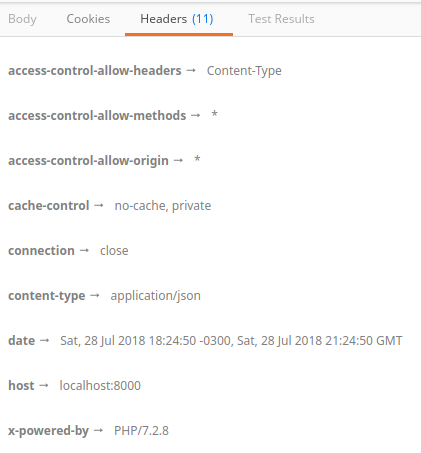 Body Cookies Headers (11) Test Results
access-control-allow-headers → Content-Type
access-control-allow-methods → *
access-control-allow-origin → *
cache-control → no-cache, private
connection → close
content-type → application/json
date → Sat, 28 Jul 2018 18:24:50 -0300, Sat, 28 Jul 2018 21:24:50 GMT
host → localhost:8000
x-powered-by → PHP/7.2.8